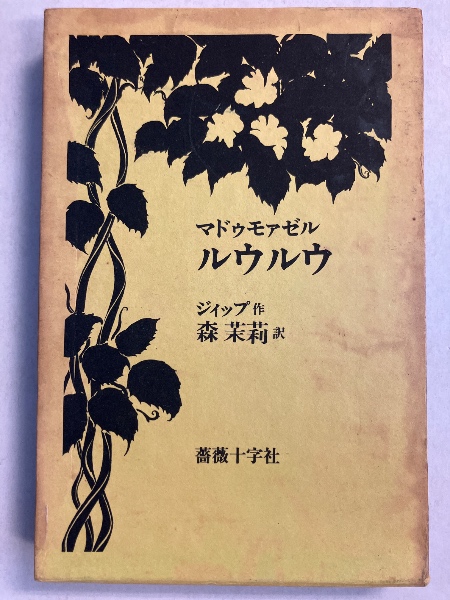 マドゥモァゼル
ルウルウ
ジィップ 作
森 茉莉 訳
薔薇十字社